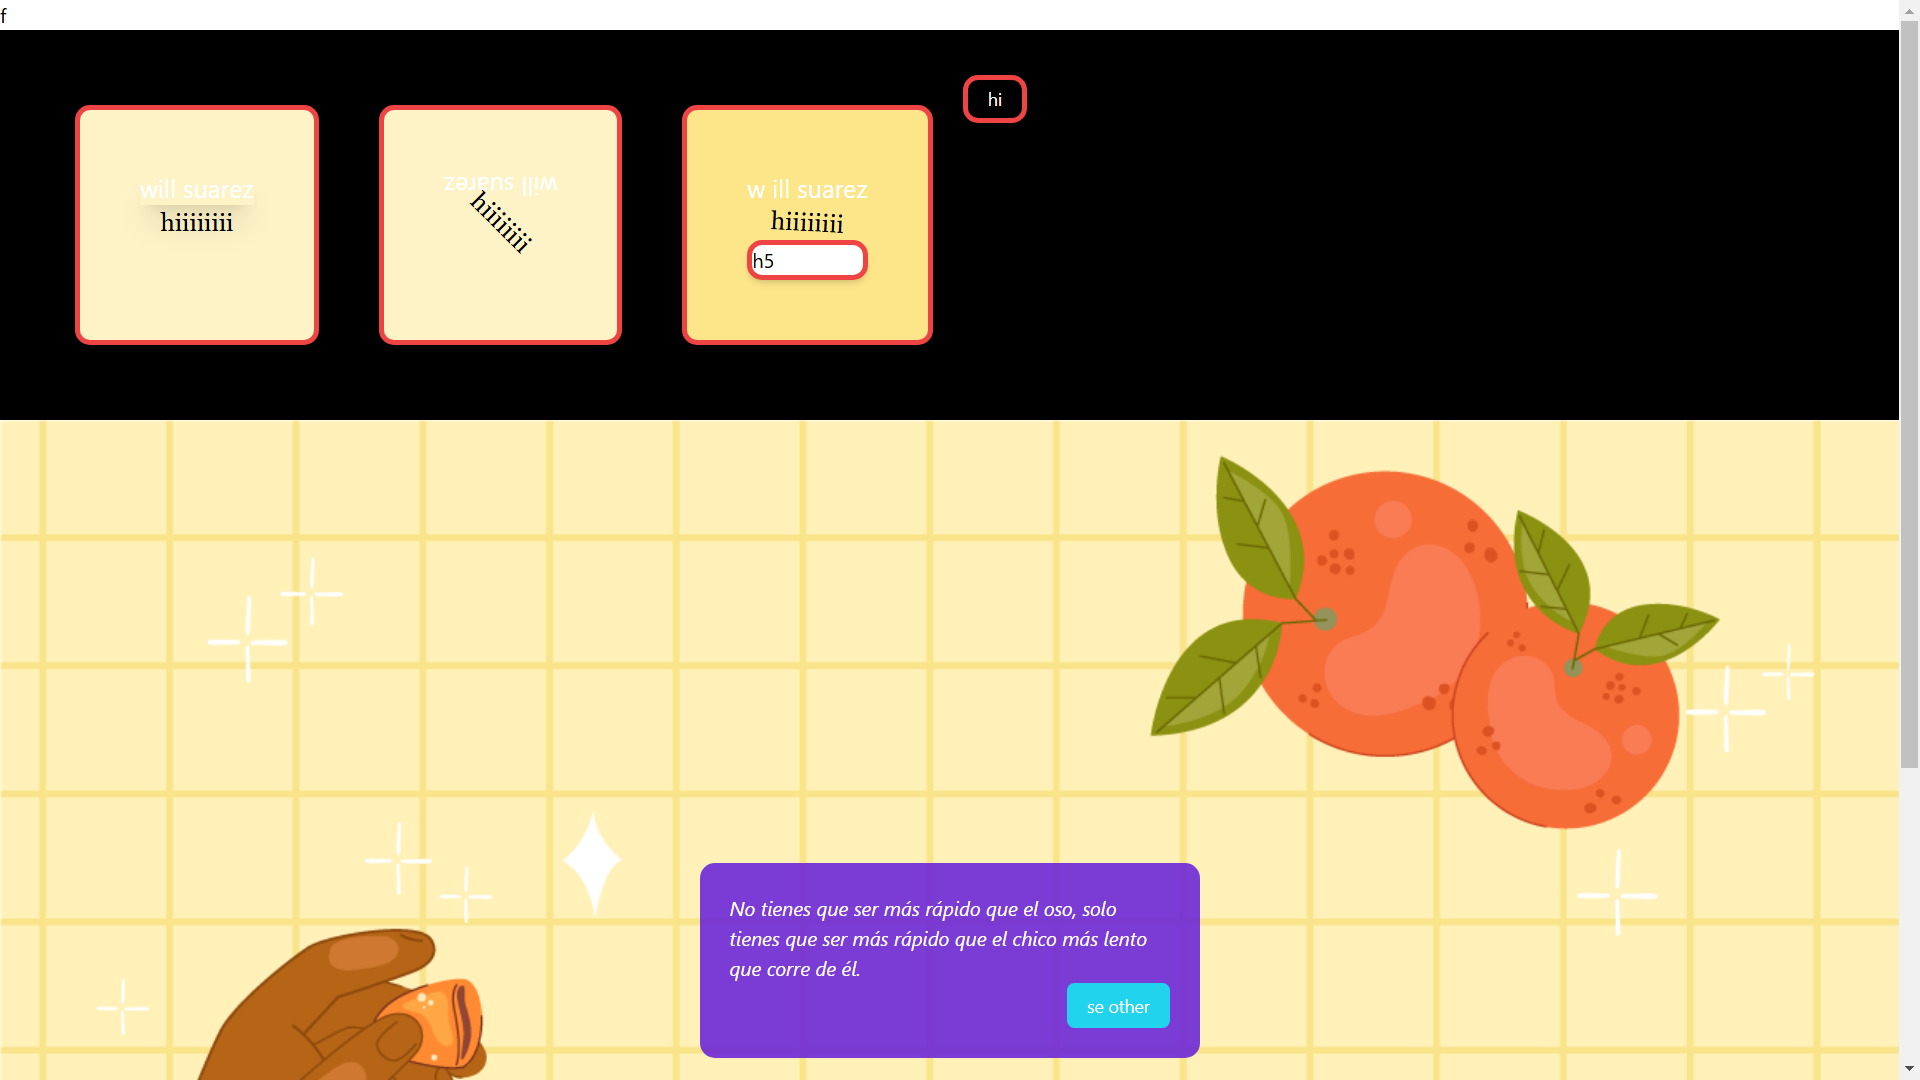 f
hi
will suarez
hiiiiiiii
will suarez
hiiiiiiii
w ill suarez
hiiiiiiii
h5
No tienes que ser más rápido que el oso, solo
tienes que ser más rápido que el chico más lento
que corre de él.
se other